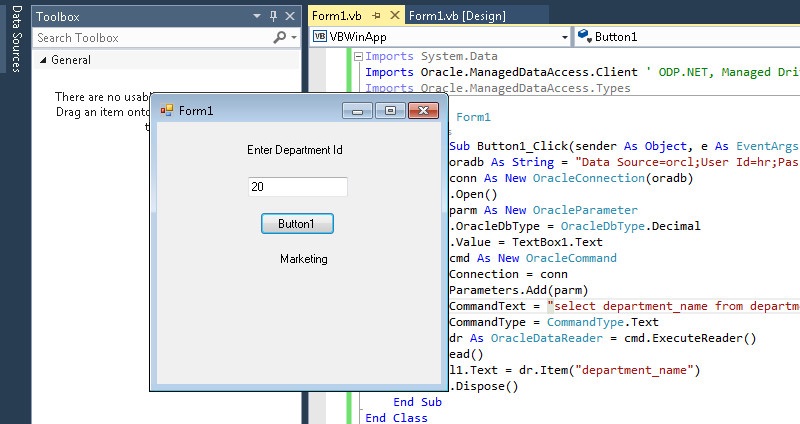 Data Sources
Toolbox
Search Toolbox
General
There are no usab
Drag an item onto
t
Form1
Enter Department Id
20
Button1
Marketing
Form1.vb
Form1.vb [Design]
VBWinApp
Button1
Imports System.Data
Imports Oracle.ManagedDataAccess.Client ' ODP.NET, Managed Dri
Imports Oracle.ManagedDataAccess.Types
Form1
Sub Button1_Click(sender As Object, e As EventArgs
oradb As String = "Data Source=orcl;User Id=hr;Pas
conn As New OracleConnection(oradb)
.Open()
parm As New OracleParameter
.OracleDbType = OracleDbType.Decimal
.Value = TextBox1.Text
cmd As New OracleCommand
Connection = conn
Parameters.Add(parm)
CommandText = "select department_name from departm
CommandType = CommandType.Text
dr As OracleDataReader = cmd.ExecuteReader()
ead()
l1.Text = dr.Item("department_name")
.Dispose()
End Sub
End Class